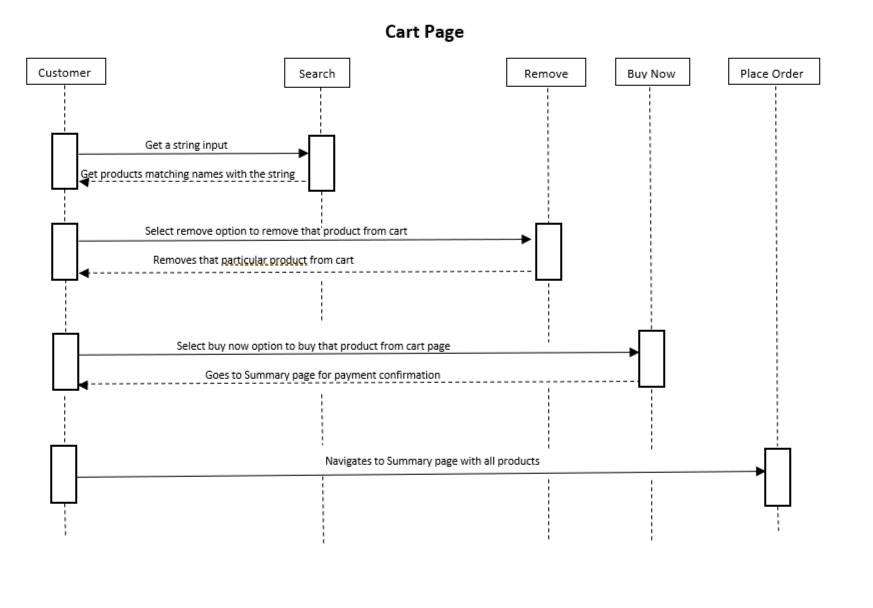 Cart Page
Customer
Search
Remove
Buy Now
Place Order
Get a string input
Get products matching names with the string
Select remove option to remove that product from cart
Removes that particular product from cart
Select buy now option to buy that product from cart page
Goes to Summary page for payment confirmation
Navigates to Summary page with all products